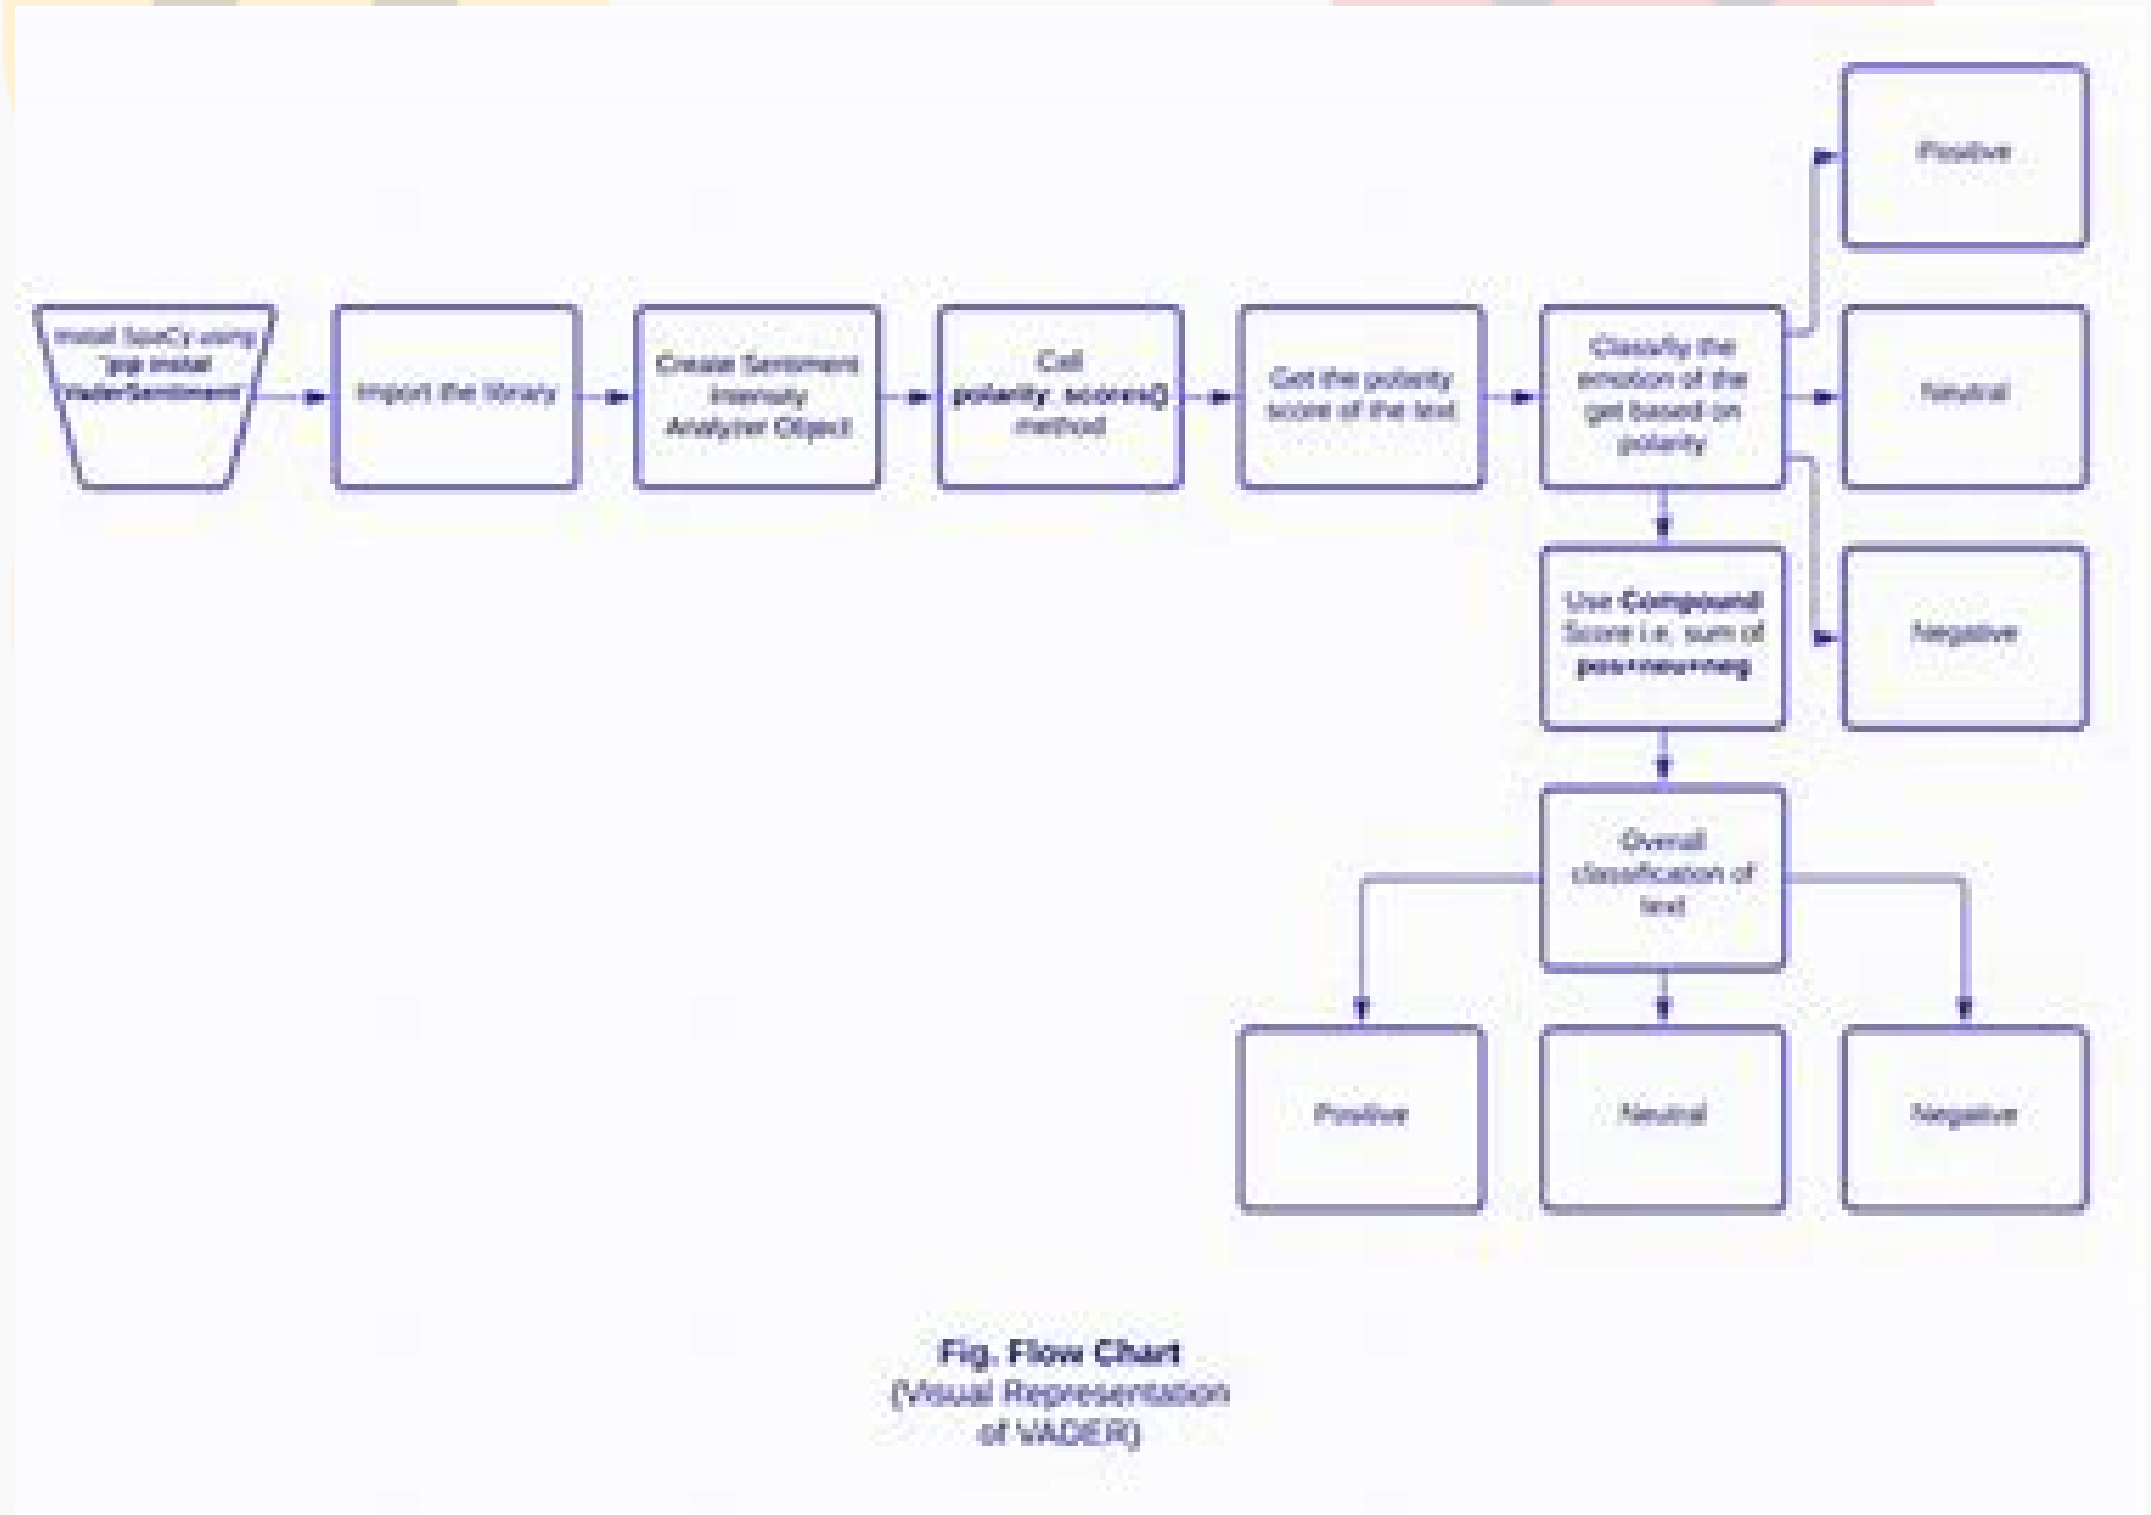 Positive
Install SpaCy using
"pip install
VaderSentiment"
Import the library
Create Sentiment
Intensity
Analyzer Object
Call
polarity_scores()
method
Get the polarity
score of the text
Classifiy the
emotion of the
get based on
polarity
Neutral
Use Compound
Score i.e. sum of
pos+neu+neg
Negative
Overall
classification of
text
Positive
Neutral
Negative
Fig. Flow Chart
(Visual Representation
of VADER)